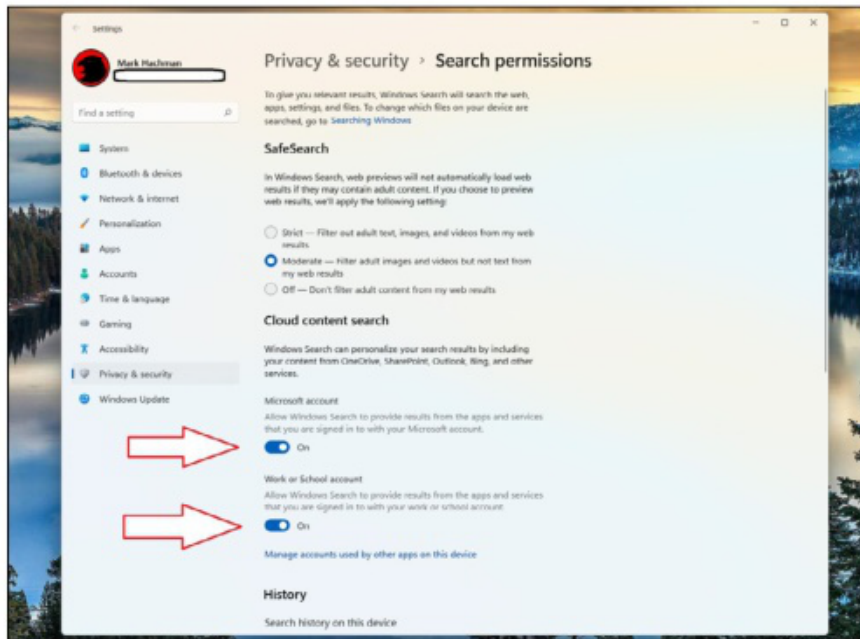 Settings
Mark Hachman
Find a setting
System
Bluetooth & devices
Network & internet
Personalization
Apps
Accounts
Time & language
Gaming
Accessibility
Privacy & security
Windows Update
Privacy & security › Search permissions
To give you relevant results, Windows Search will search the web,
apps, settings, and files. To change which files on your device are
searched, go to Searching Windows
SafeSearch
In Windows Search, web previews will not automatically load web
results if they may contain adult content. If you choose to preview
web results, we'll apply the following setting:
Strict — Filter out adult text, images, and videos from my web
results
Moderate — Filter adult images and videos but not text from
my web results
Off — Don't filter adult content from my web results
Cloud content search
Windows Search can personalize your search results by including
your content from OneDrive, SharePoint, Outlook, Bing, and other
services.
Microsoft account
Allow Windows Search to provide results from the apps and services
that you are signed in to with your Microsoft account.
On
Work or School account
Allow Windows Search to provide results from the apps and services
that you are signed in to with your work or school account
On
Manage accounts used by other apps on this device
History
Search history on this device